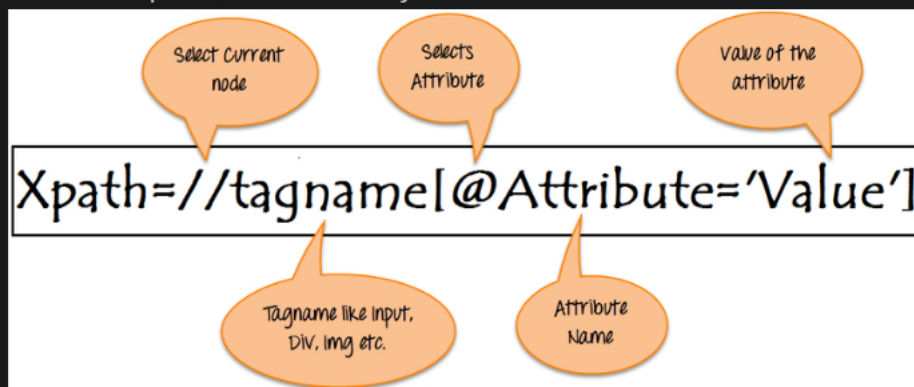 Select Current
node
Selects
Attribute
Value of the
attribute
Xpath=//tagname[@Attribute='Value']
Tagname like Input,
Div, Img etc.
Attribute
Name